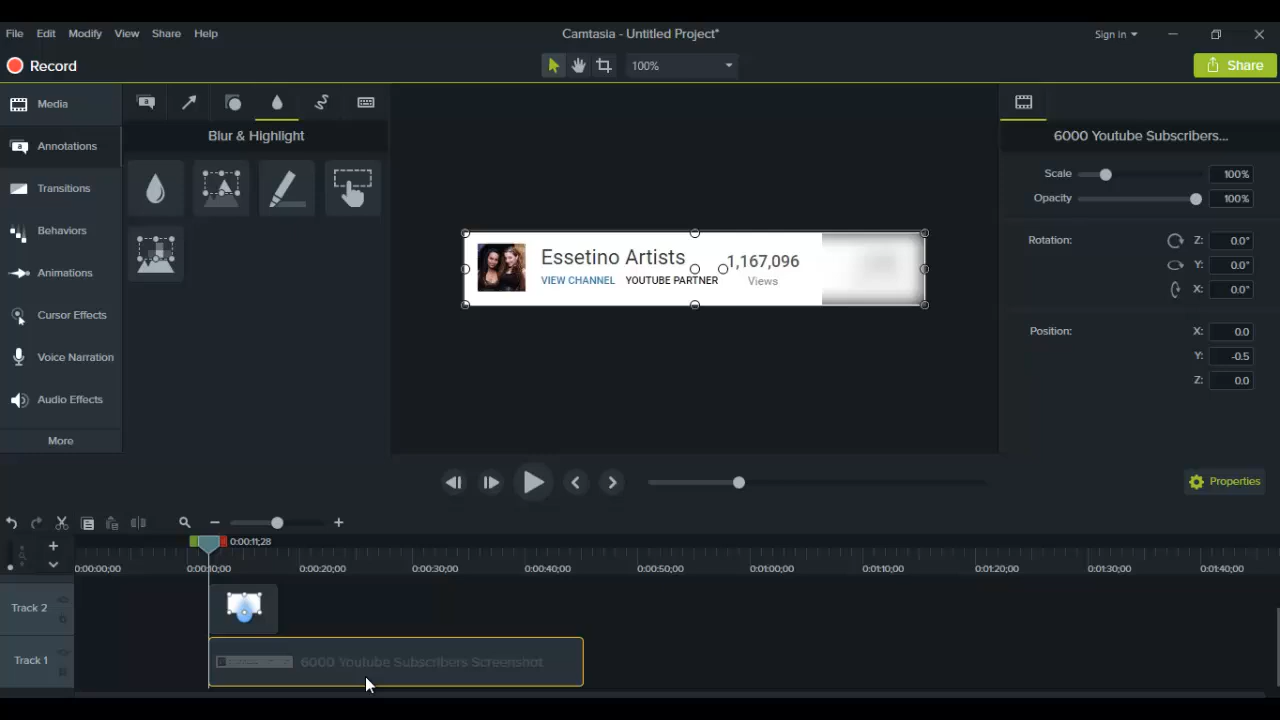 File Edit Modify View Share Help
Camtasia - Untitled Project*
Sign in
Record
100%
Share
Media
Annotations
Transitions
Behaviors
Animations
Cursor Effects
Voice Narration
Audio Effects
More
a
Blur & Highlight
Essetino Artists
VIEW CHANNEL YOUTUBE PARTNER
1,167,096
Views
6000 Youtube Subscribers...
Scale 100%
Opacity 100%
Rotation: Z: 0.0°
Y: 0.0°
X: 0.0°
Position: X: 0.0
Y: -0.5
Z: 0.0
Properties
0:00:11;28
0:00:00;00 0:00:10;00 0:00:20;00 0:00:30;00 0:00:40;00 0:00:50;00 0:01:00;00 0:01:10;00 0:01:20;00 0:01:30;00 0:01:40;00
Track 2
Track 1
6000 Youtube Subscribers Screenshot